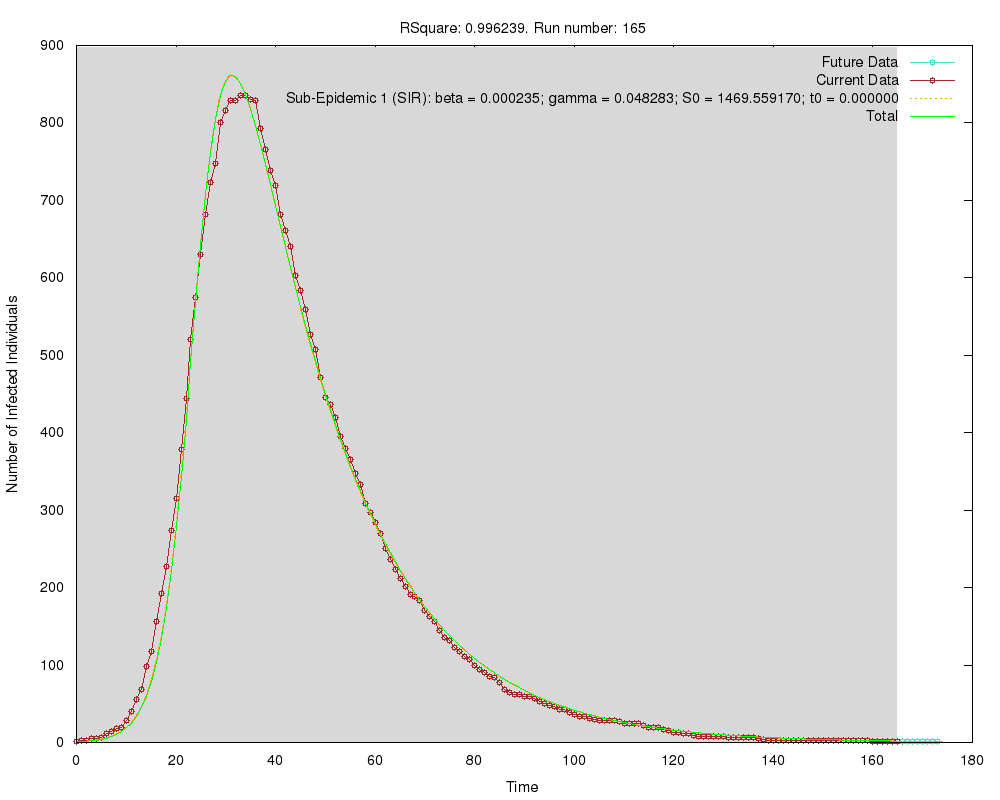 RSquare: 0.996239. Run number: 165
900
800
700
600
500
400
300
200
100
0
Number of Infected Individuals
Future Data
Current Data
Sub-Epidemic 1 (SIR): beta = 0.000235; gamma = 0.048283; S0 = 1469.559170; t0 = 0.000000
Total
0 20 40 60 80 100 120 140 160 180
Time